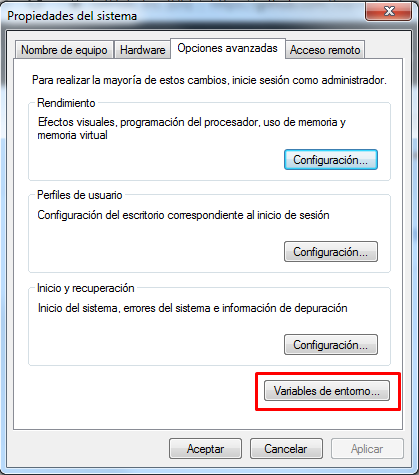 Propiedades del sistema
Nombre de equipo Hardware Opciones avanzadas Acceso remoto
Para realizar la mayoría de estos cambios, inicie sesión como administrador.
Rendimiento
Efectos visuales, programación del procesador, uso de memoria y
memoria virtual
Configuración...
Perfiles de usuario
Configuración del escritorio correspondiente al inicio de sesión
Configuración...
Inicio y recuperación
Inicio del sistema, errores del sistema e información de depuración
Configuración...
Variables de entorno...
Aceptar Cancelar Aplicar